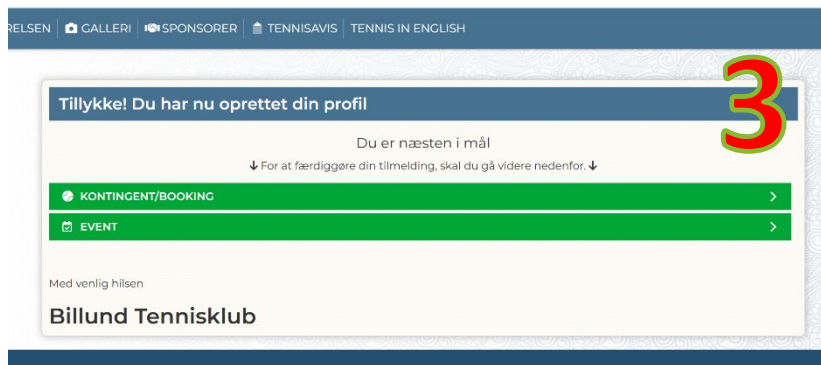 RELSEN GALLERI SPONSORER TENNISAVIS TENNIS IN ENGLISH
3
Tillykke! Du har nu oprettet din profil
Du er næsten i mål
↓ For at færdiggøre din tilmelding, skal du gå videre nedenfor. ↓
KONTINGENT/BOOKING
EVENT
Med venlig hilsen
Billund Tennisklub